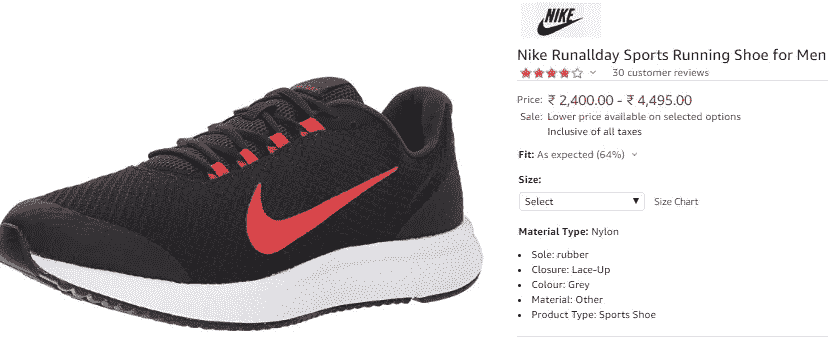 NIKE
Nike Runallday Sports Running Shoe for Men
30 customer reviews
Price: ₹ 2,400.00 - ₹ 4,495.00
Sale: Lower price available on selected options
Inclusive of all taxes
Fit: As expected (64%)
Size:
Select Size Chart
Material Type: Nylon
• Sole: rubber
• Closure: Lace-Up
• Colour: Grey
• Material: Other
• Product Type: Sports Shoe